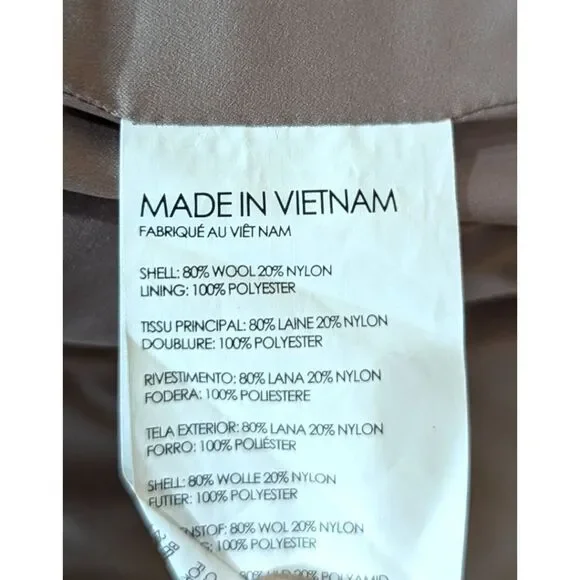 MADE IN VIETNAM
FABRIQUÉ AU VIÊT NAM
SHELL: 80% WOOL 20% NYLON
LINING: 100% POLYESTER
TISSU PRINCIPAL: 80% LAINE 20% NYLON
DOUBLURE: 100% POLYESTER
RIVESTIMENTO: 80% LANA 20% NYLON
FODERA: 100% POLIESTERE
TELA EXTERIOR: 80% LANA 20% NYLON
FORRO: 100% POLIÉSTER
SHELL: 80% WOLLE 20% NYLON
FUTTER: 100% POLYESTER
80% WOL 20% NYLON
100% POLYESTER
20% POLYAMID